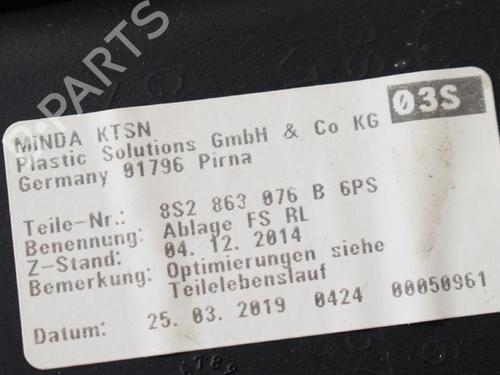 B-PARTS
MINDA KTSN
Plastic Solutions GmbH & Co KG
Germany 01796 Pirna
03S
Teile-Nr.: 8S2 863 076 B 6PS
Benennung: Ablage FS RL
Z-Stand: 04. 12. 2014
Bemerkung: Optimierungen siehe
Teilelebenslauf
Datum: 25. 03. 2019 0424 00050961